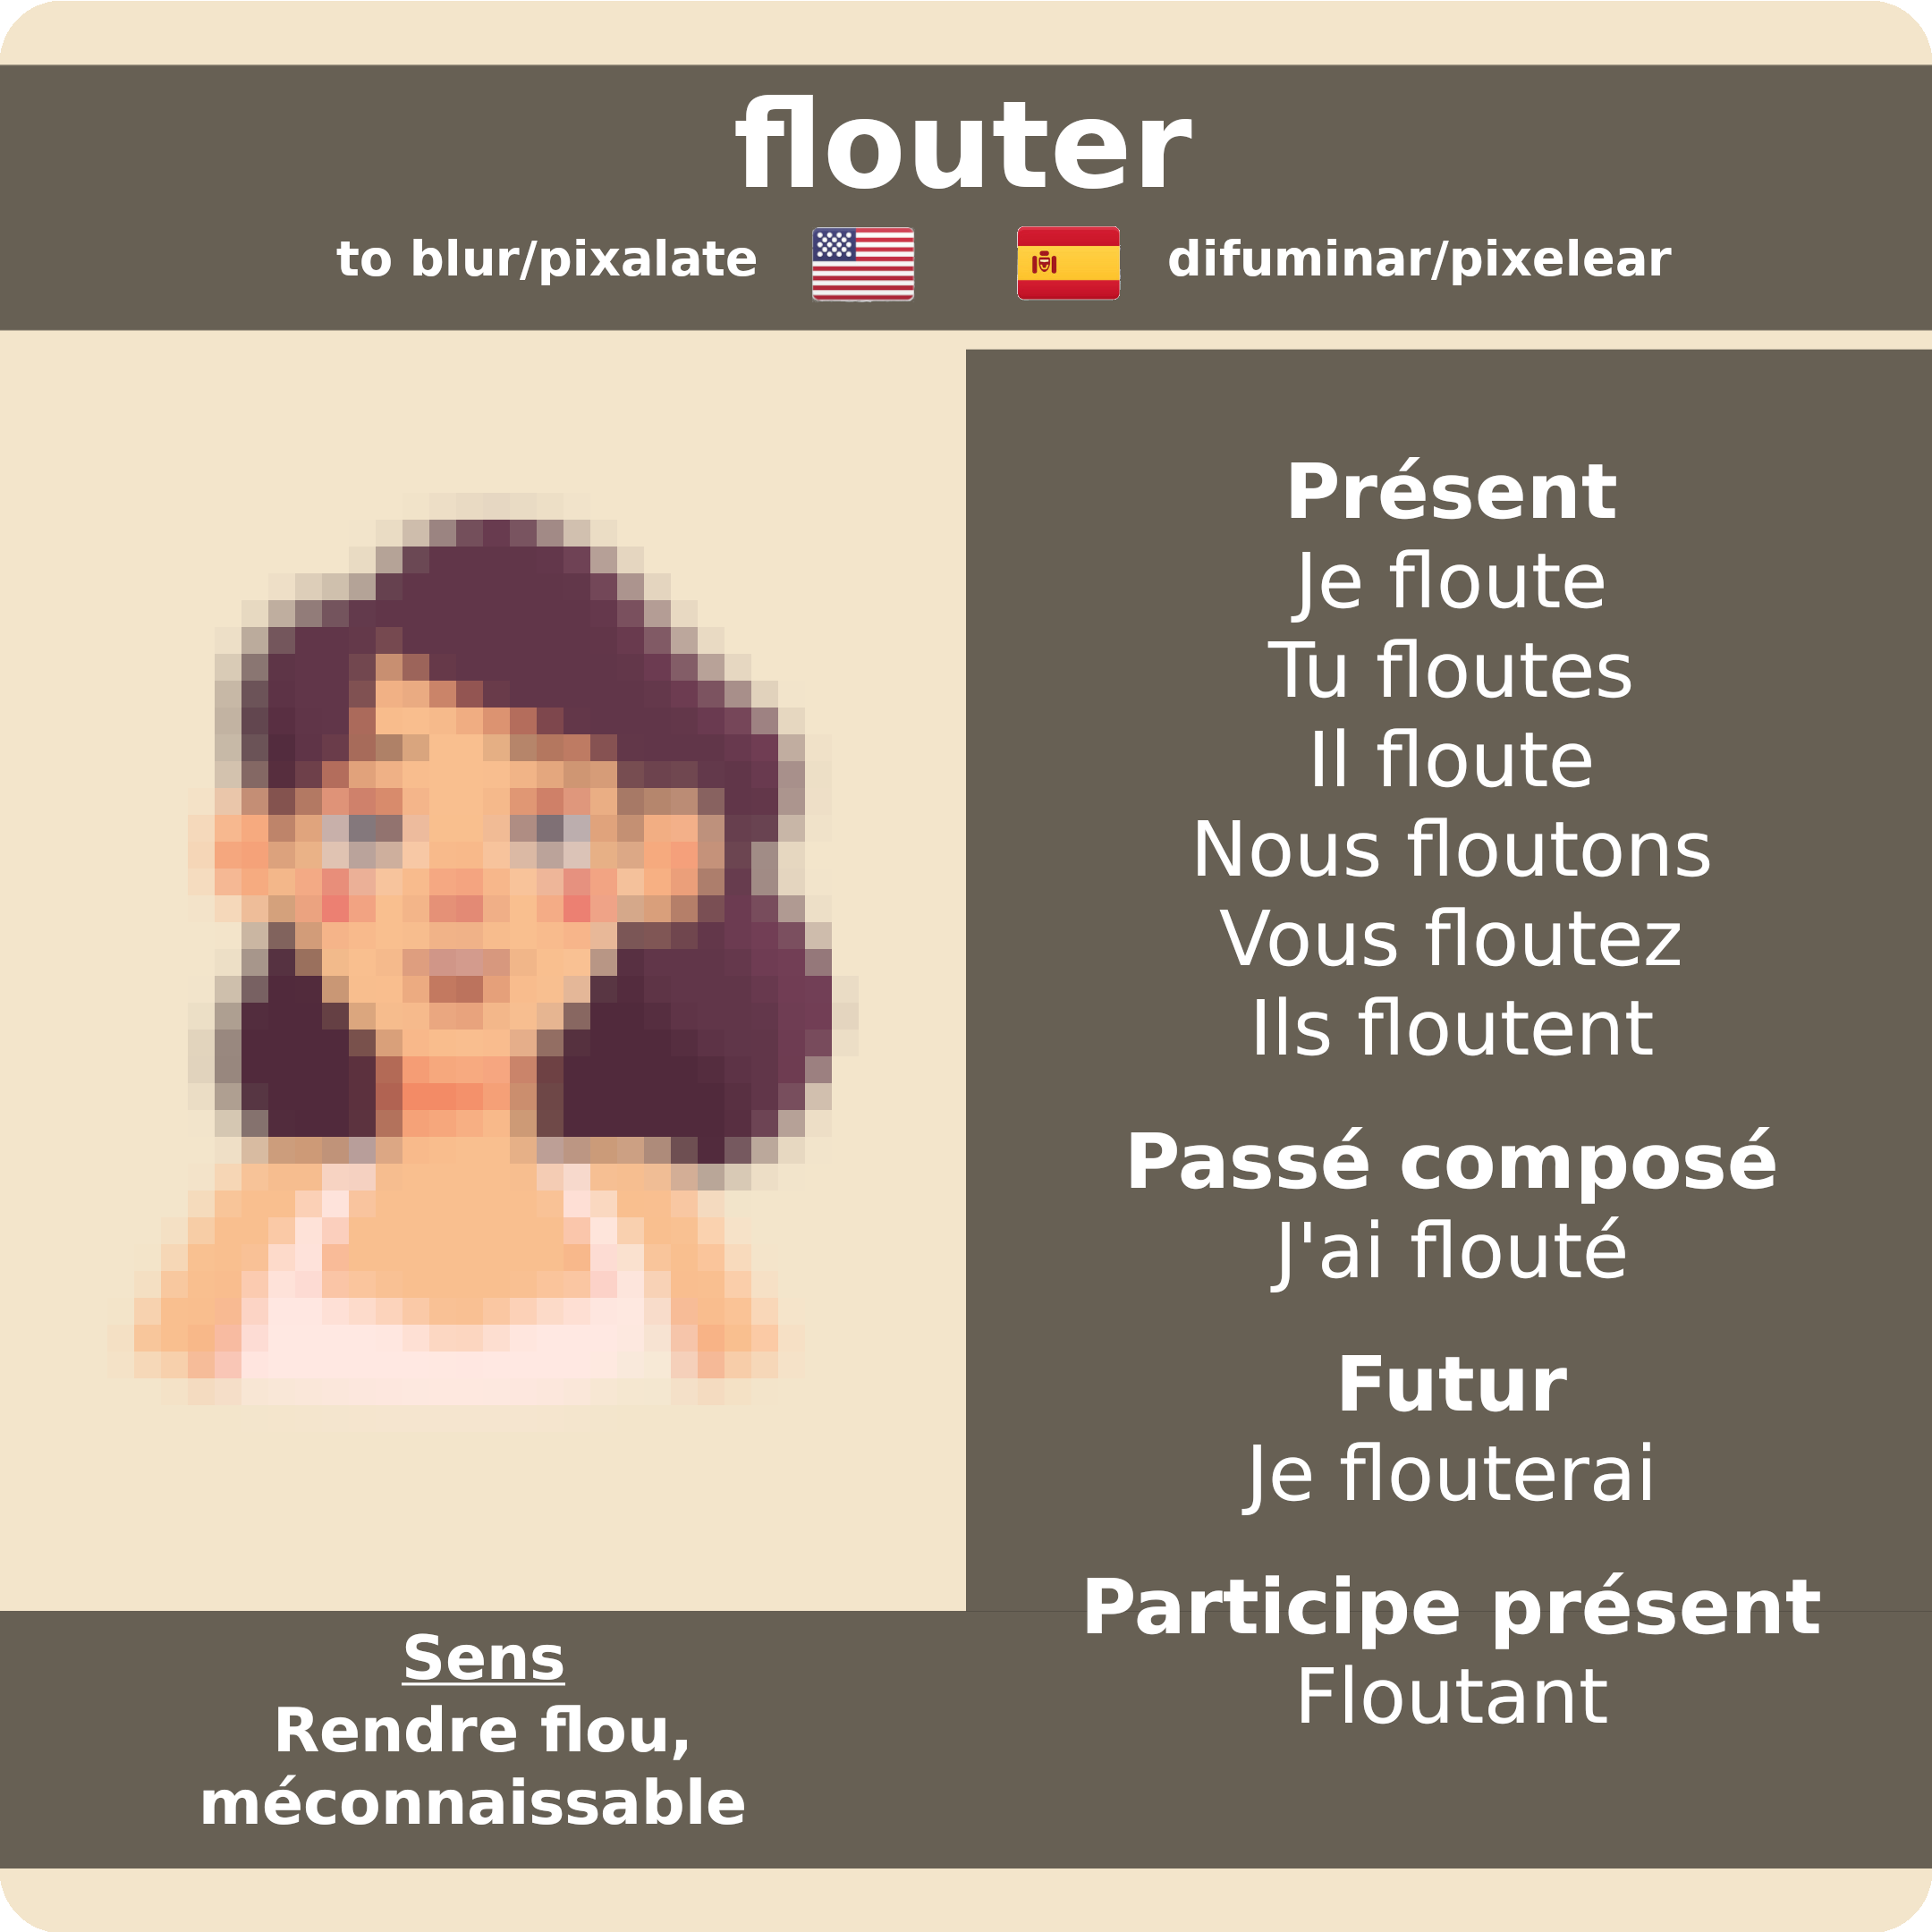 flouter
to blur/pixalate
difuminar/pixelear
Présent
Je floute
Tu floutes
Il floute
Nous floutons
Vous floutez
Ils floutent
Passé composé
J'ai flouté
Futur
Je flouterai
Participe présent
Floutant
Sens
Rendre flou,
méconnaissable